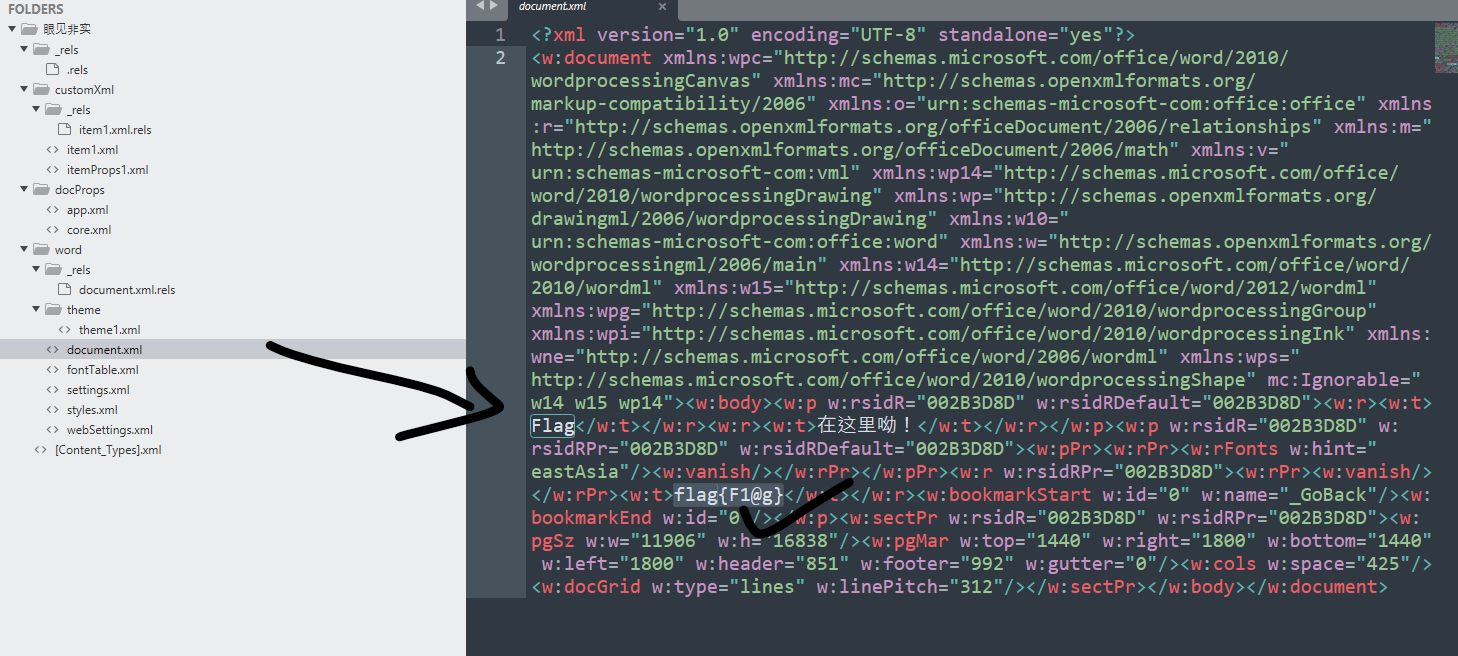 FOLDERS
眼见非实
_rels
.rels
customXml
_rels
item1.xml.rels
item1.xml
itemProps1.xml
docProps
app.xml
core.xml
word
_rels
document.xml.rels
theme
theme1.xml
document.xml
fontTable.xml
settings.xml
styles.xml
webSettings.xml
[Content_Types].xml
document.xml ×
1 <?xml version="1.0" encoding="UTF-8" standalone="yes"?>
2 <w:document xmlns:wpc="http://schemas.microsoft.com/office/word/2010/
wordprocessingCanvas" xmlns:mc="http://schemas.openxmlformats.org/
markup-compatibility/2006" xmlns:o="urn:schemas-microsoft-com:office:office" xmlns
:r="http://schemas.openxmlformats.org/officeDocument/2006/relationships" xmlns:m="
http://schemas.openxmlformats.org/officeDocument/2006/math" xmlns:v="
urn:schemas-microsoft-com:vml" xmlns:wp14="http://schemas.microsoft.com/office/
word/2010/wordprocessingDrawing" xmlns:wp="http://schemas.openxmlformats.org/
drawingml/2006/wordprocessingDrawing" xmlns:w10="
urn:schemas-microsoft-com:office:word" xmlns:w="http://schemas.openxmlformats.org/
wordprocessingml/2006/main" xmlns:w14="http://schemas.microsoft.com/office/word/
2010/wordml" xmlns:w15="http://schemas.microsoft.com/office/word/2012/wordml"
xmlns:wpg="http://schemas.microsoft.com/office/word/2010/wordprocessingGroup"
xmlns:wpi="http://schemas.microsoft.com/office/word/2010/wordprocessingInk" xmlns:
wne="http://schemas.microsoft.com/office/word/2006/wordml" xmlns:wps="
http://schemas.microsoft.com/office/word/2010/wordprocessingShape" mc:Ignorable="
w14 w15 wp14"><w:body><w:p w:rsidR="002B3D8D" w:rsidRDefault="002B3D8D"><w:r><w:t>
Flag</w:t></w:r><w:r><w:t>在这里呦！</w:t></w:r></w:p><w:p w:rsidR="002B3D8D" w:
rsidRPr="002B3D8D" w:rsidRDefault="002B3D8D"><w:pPr><w:rPr><w:rFonts w:hint="
eastAsia"/><w:vanish/></w:rPr></w:pPr><w:r w:rsidRPr="002B3D8D"><w:rPr><w:vanish/>
</w:rPr><w:t>flag{F1@g}</w:t></w:r><w:bookmarkStart w:id="0" w:name="_GoBack"/><w:
bookmarkEnd w:id="0"/></w:p><w:sectPr w:rsidR="002B3D8D" w:rsidRPr="002B3D8D"><w:
pgSz w:w="11906" w:h="16838"/><w:pgMar w:top="1440" w:right="1800" w:bottom="1440"
w:left="1800" w:header="851" w:footer="992" w:gutter="0"/><w:cols w:space="425"/>
<w:docGrid w:type="lines" w:linePitch="312"/></w:sectPr></w:body></w:document>